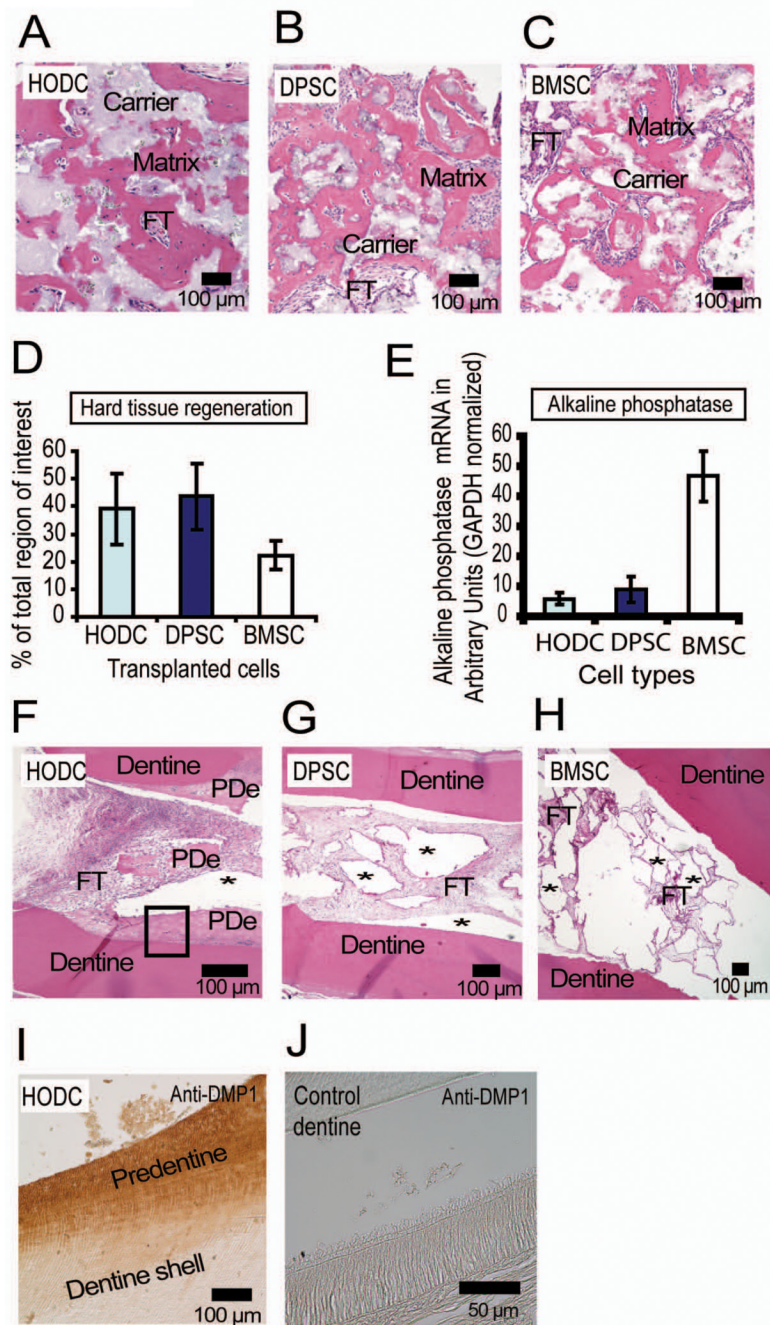 A
HODC
Carrier
Matrix
FT
100 µm
B
DPSC
Matrix
Carrier
FT
100 µm
C
BMSC
FT
Matrix
Carrier
100 µm
D
Hard tissue regeneration
% of total region of interest
60
50
40
30
20
10
0
HODC DPSC BMSC
Transplanted cells
E
Alkaline phosphatase
Alkaline phosphatase mRNA in
Arbitrary Units (GAPDH normalized)
60
50
40
30
20
10
0
HODC DPSC BMSC
Cell types
F
HODC
Dentine
PDe
PDe
FT
*
PDe
Dentine
100 µm
G
DPSC
Dentine
*
*
FT
*
Dentine
100 µm
H
BMSC
Dentine
FT
*
*
*
FT
Dentine
100 µm
I
HODC
Anti-DMP1
Predentine
Dentine shell
100 µm
J
Control
dentine
Anti-DMP1
50 µm